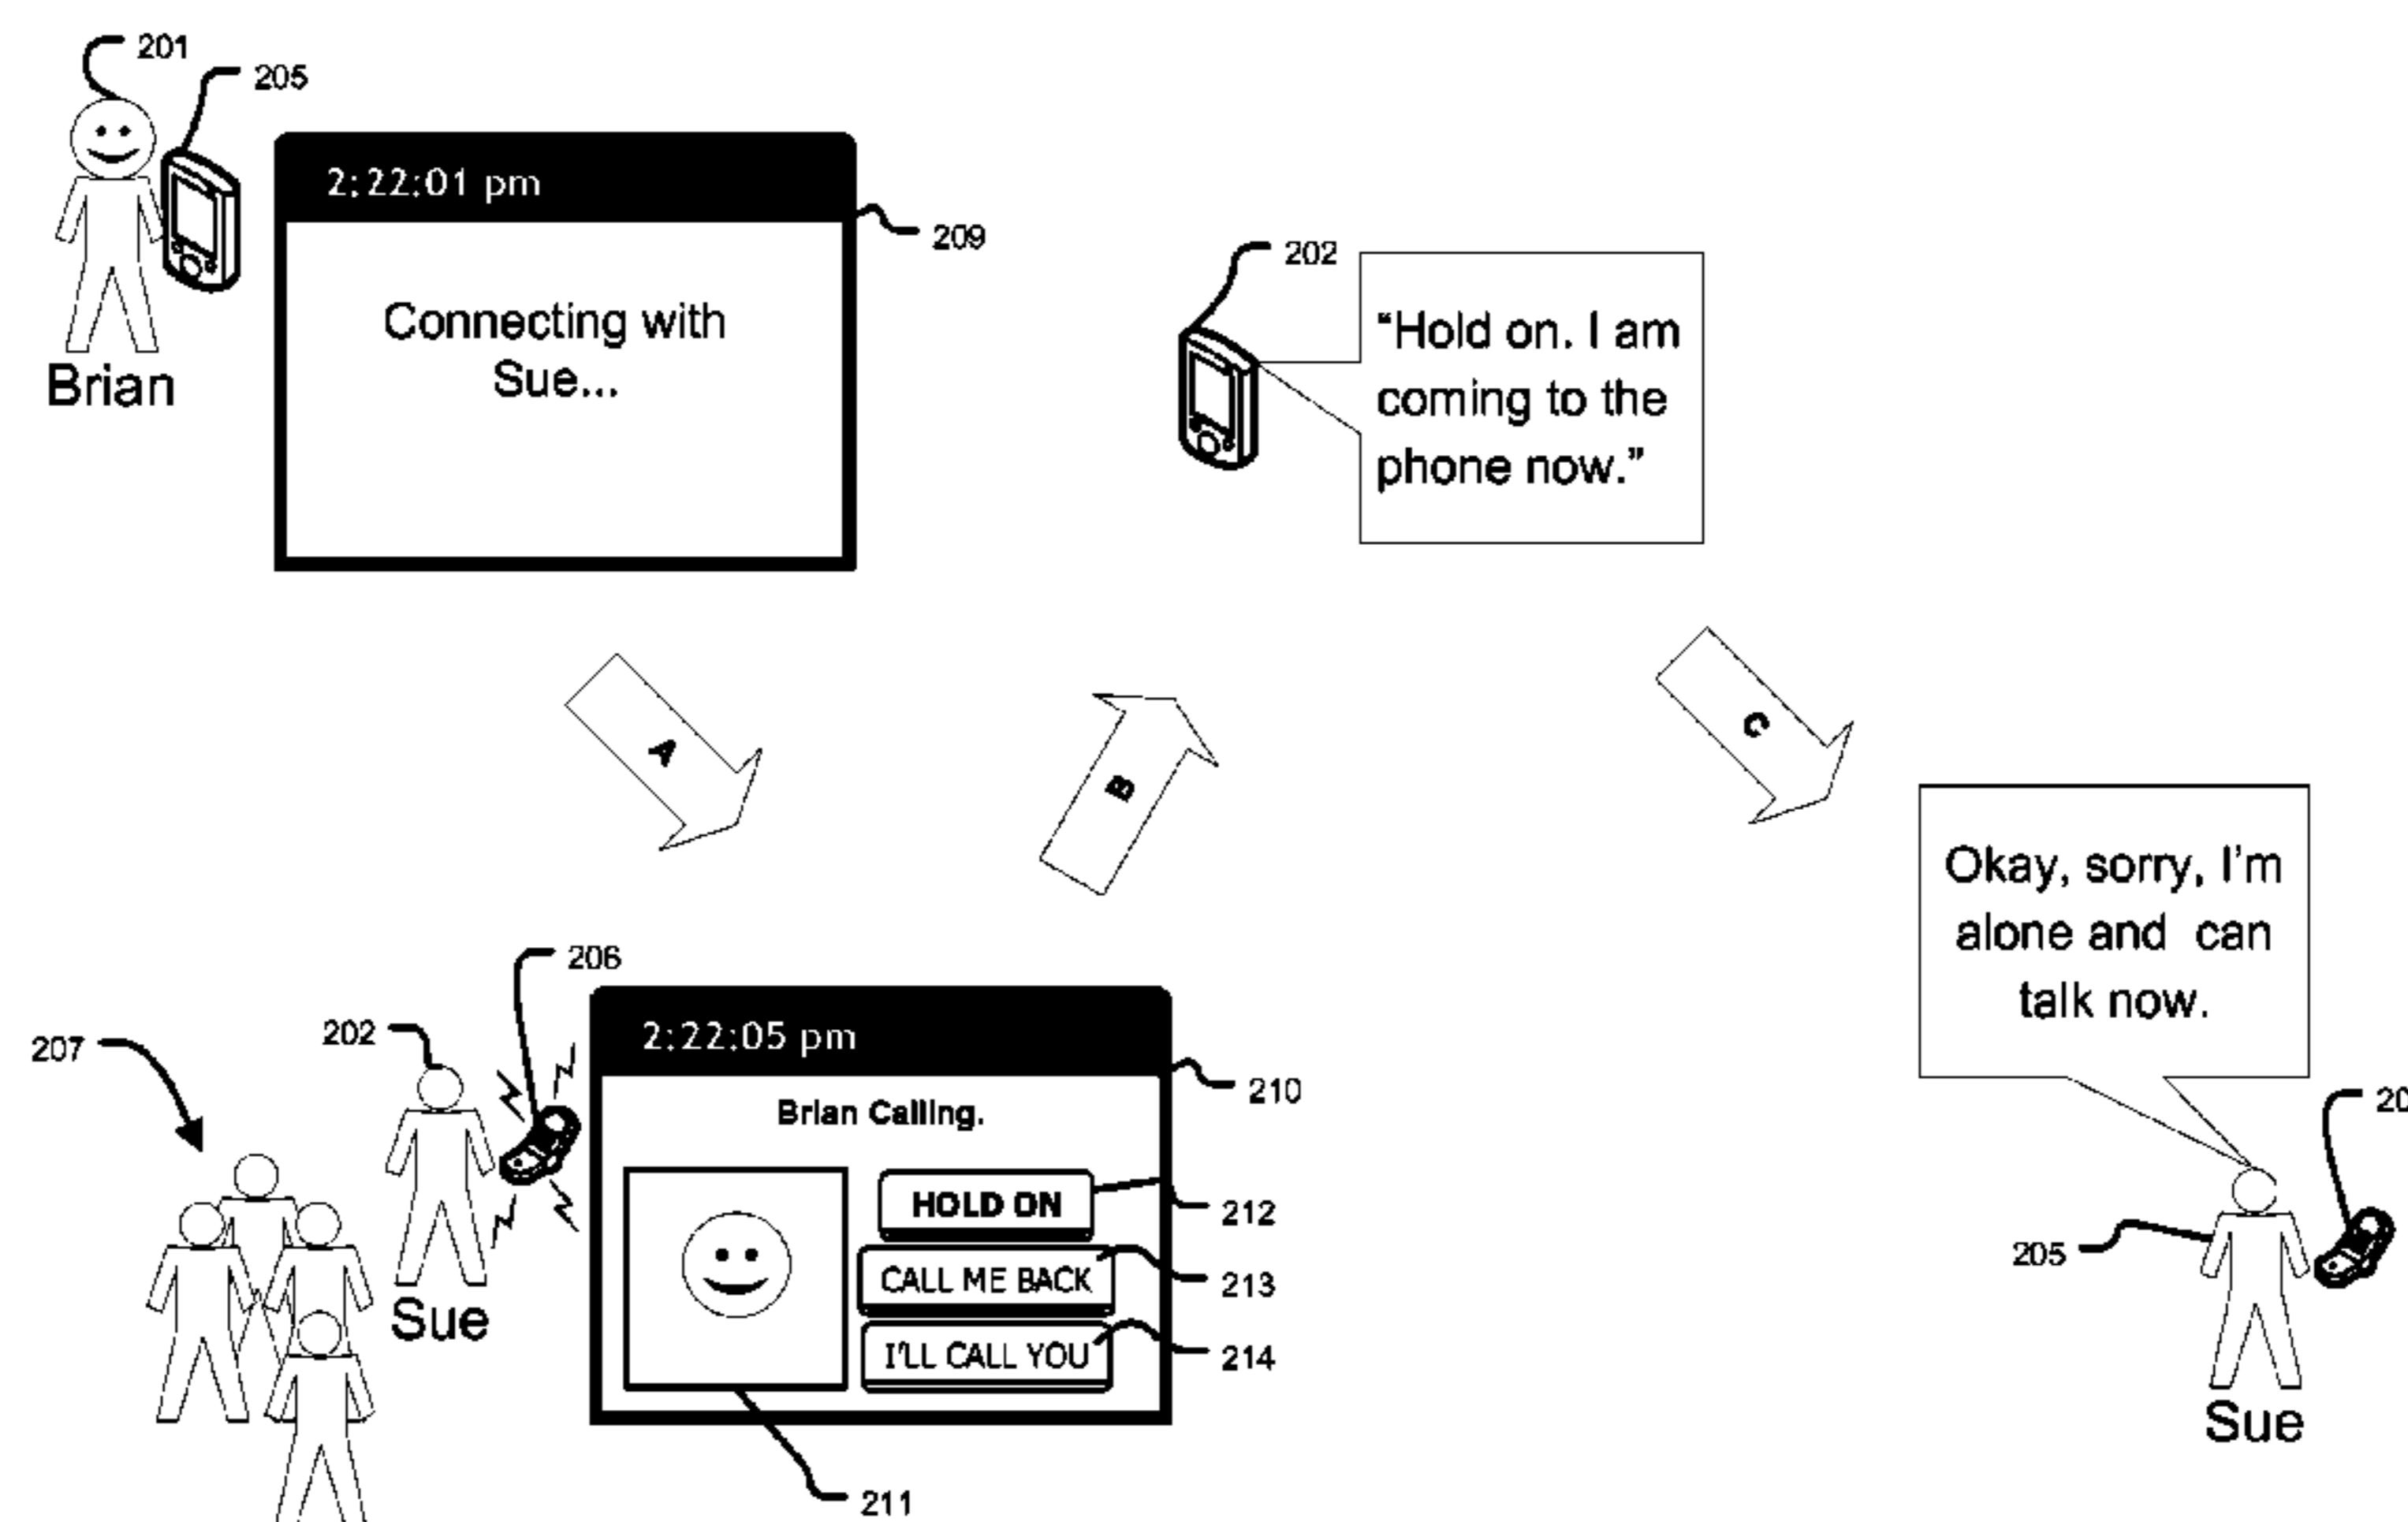 201
205
2:22:01 pm
209
Connecting with
Sue...
Brian
202
"Hold on. I am
coming to the
phone now."
A
B
C
Okay, sorry, I'm
alone and can
talk now.
206
202
207
2:22:05 pm
210
Brian Calling.
HOLD ON
212
CALL ME BACK
213
I'LL CALL YOU
214
Sue
211
205
Sue